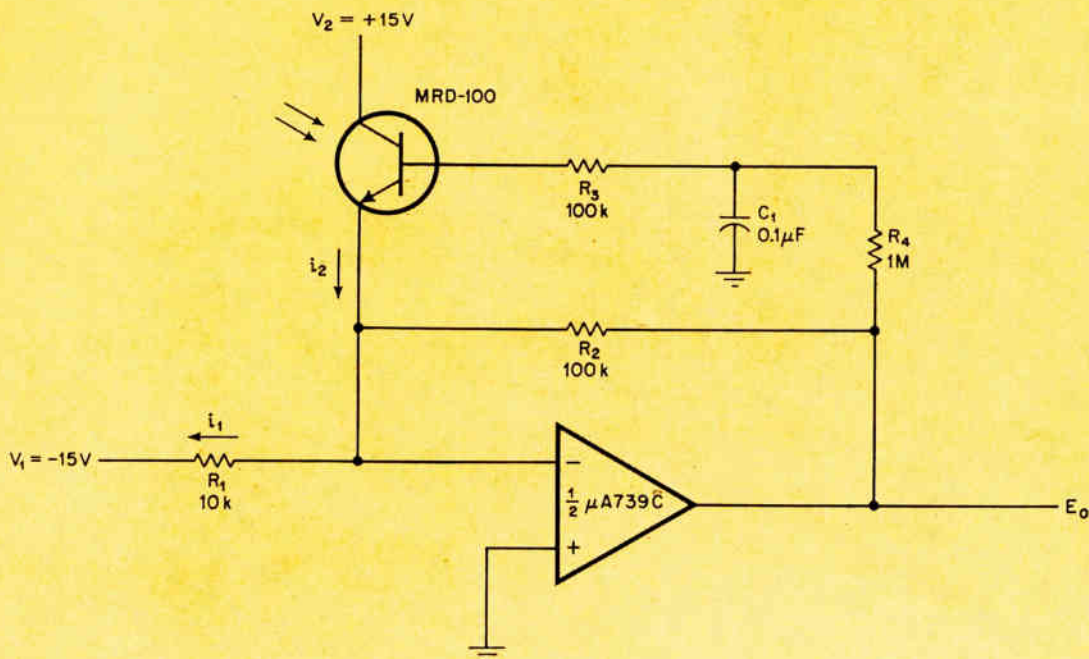 V₂ = +15V
MRD-100
R₃
100k
C₁
0.1μF
R₄
1M
i₂
R₂
100k
i₁
V₁ = -15V
R₁
10k
−
½ μA739C
+
E₀